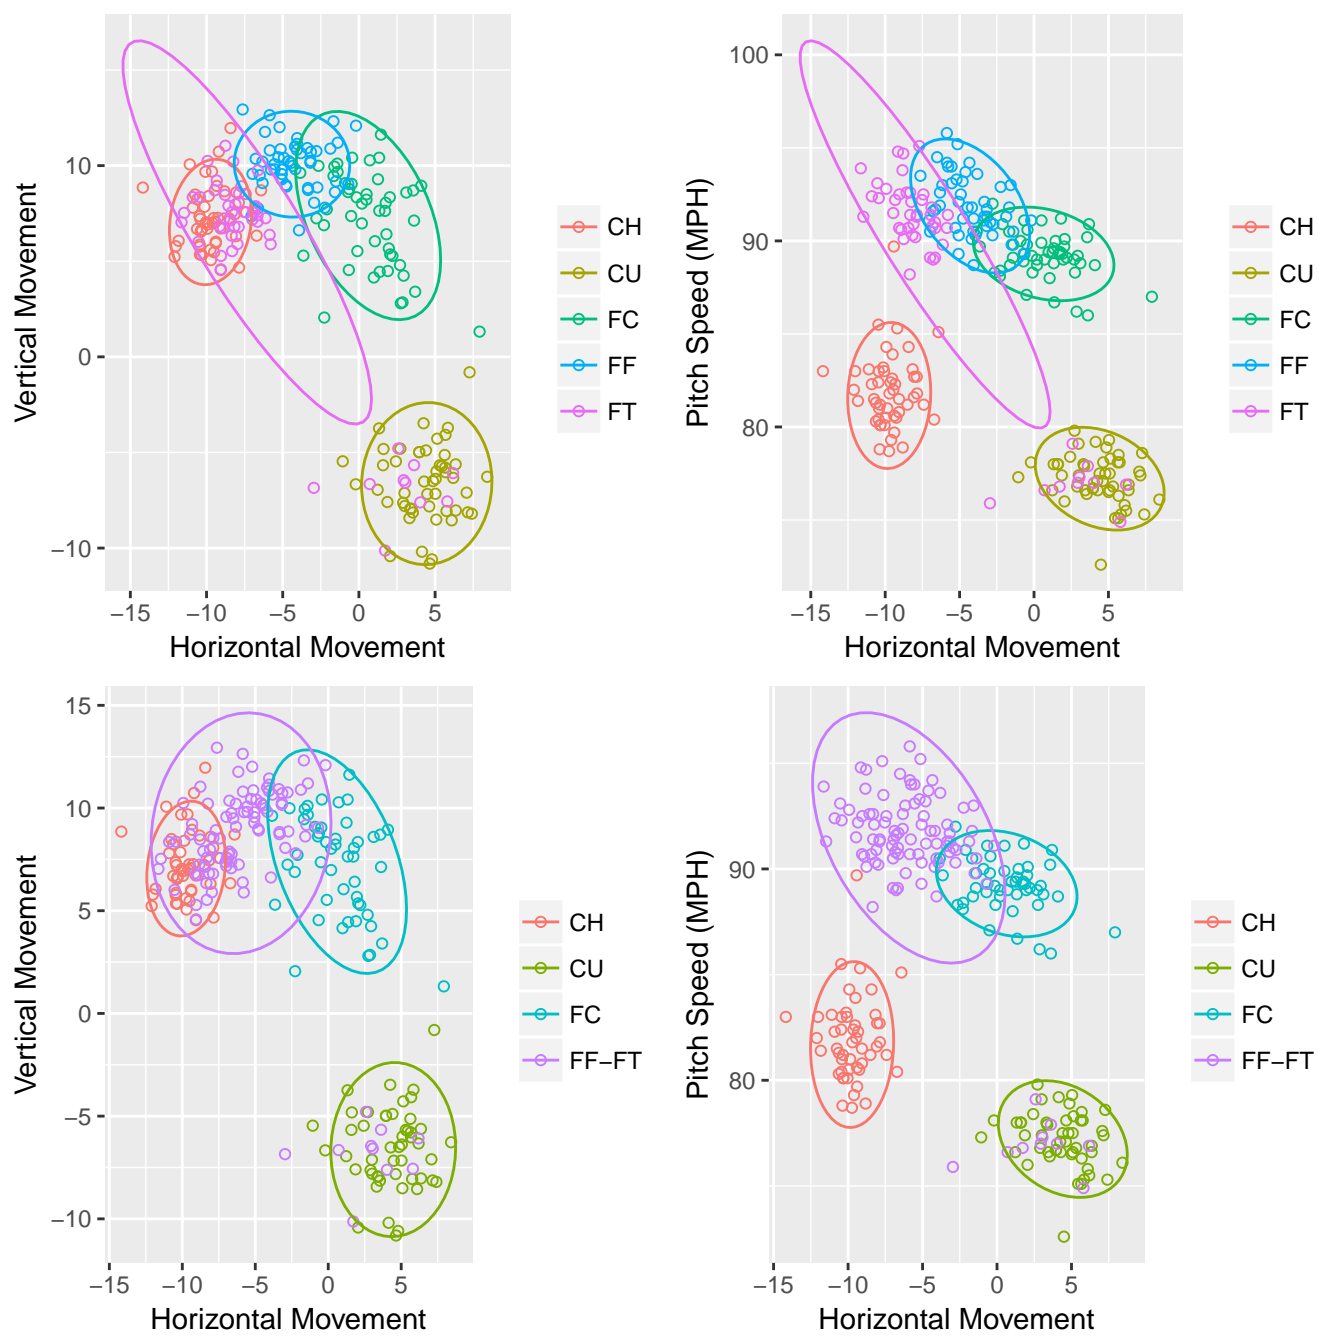 Vertical Movement
10
0
−10
−15
−10
−5
0
5
Horizontal Movement
CH
CU
FC
FF
FT
Pitch Speed (MPH)
100
90
80
−15
−10
−5
0
5
Horizontal Movement
CH
CU
FC
FF
FT
Vertical Movement
15
10
5
0
−5
−10
−15
−10
−5
0
5
Horizontal Movement
CH
CU
FC
FF−FT
Pitch Speed (MPH)
90
80
−15
−10
−5
0
5
Horizontal Movement
CH
CU
FC
FF−FT